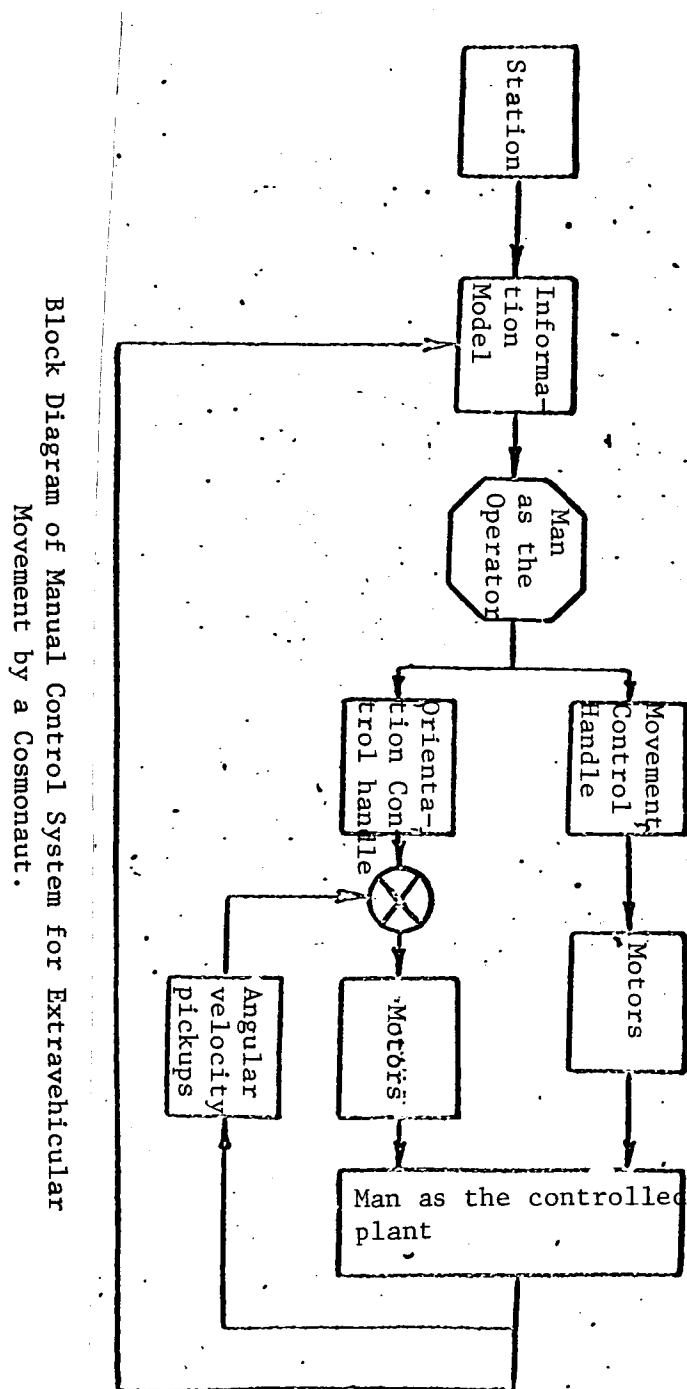 Station
Informa-
tion
Model
Man
as the
Operator
Movement
Control
Handle
Motors
Orienta-
tion Con
trol handle
Motors
Man as the controlled
plant
Angular
velocity
pickups
Block Diagram of Manual Control System for Extravehicular
Movement by a Cosmonaut.